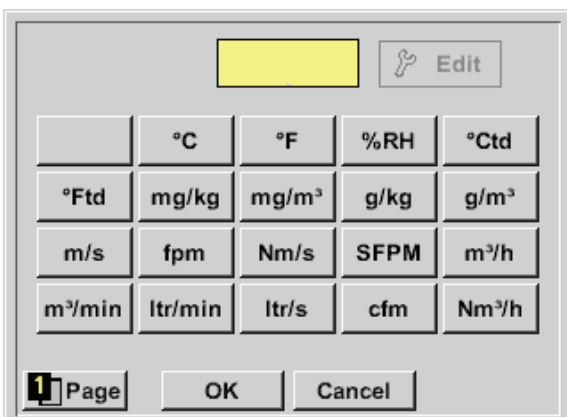 Edit
°C °F %RH °Ctd
°Ftd mg/kg mg/m³ g/kg g/m³
m/s fpm Nm/s SFPM m³/h
m³/min ltr/min ltr/s cfm Nm³/h
1 Page OK Cancel